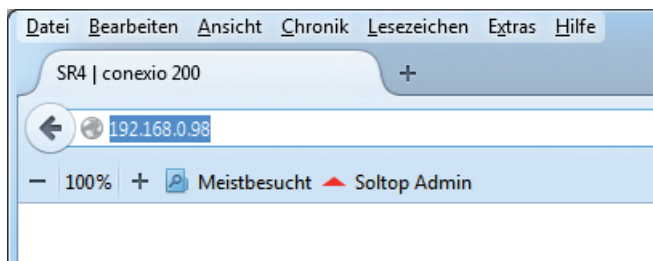 Datei Bearbeiten Ansicht Chronik Lesezeichen Extras Hilfe
SR4 | conexio 200 +
192.168.0.98
− 100% + Meistbesucht Soltop Admin